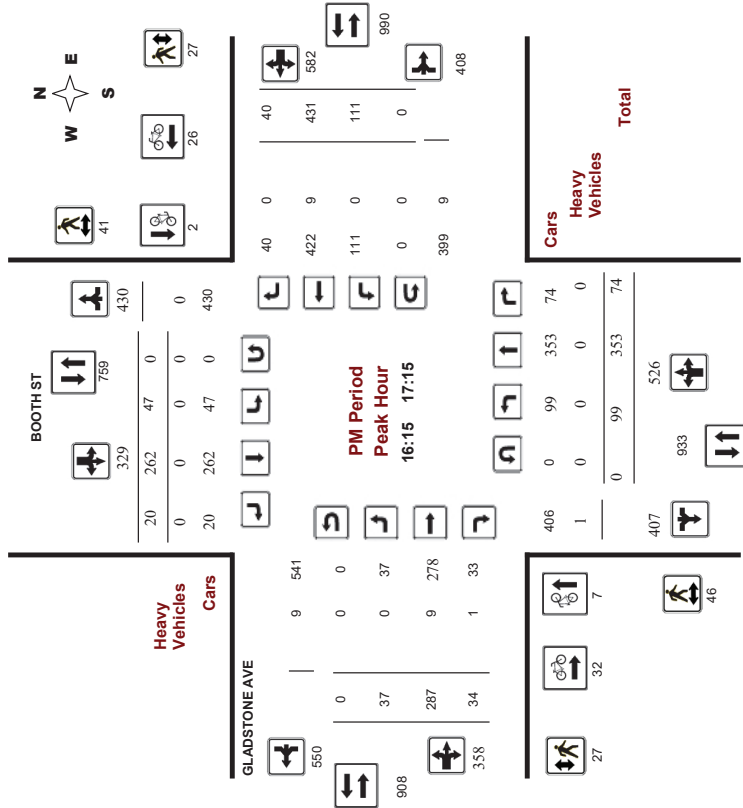 N
W E
S
27
26
41
2
990
582
408
40
431
111
0
0 9 0 0 9
40 422 111 0 399
BOOTH ST
759
430
329
0
430
20 262 47 0
0 0 0 0
20 262 47 0
Heavy
Vehicles
Cars
PM Period
Peak Hour
16:15 17:15
GLADSTONE AVE
9 541
0 0
0 37
9 278
1 33
0
37
287
34
550
908
358
Cars
Heavy
Vehicles
Total
406 0 99 353 74
1 0 0 0 0
0 99 353 74
407
933
526
7
32
27
46